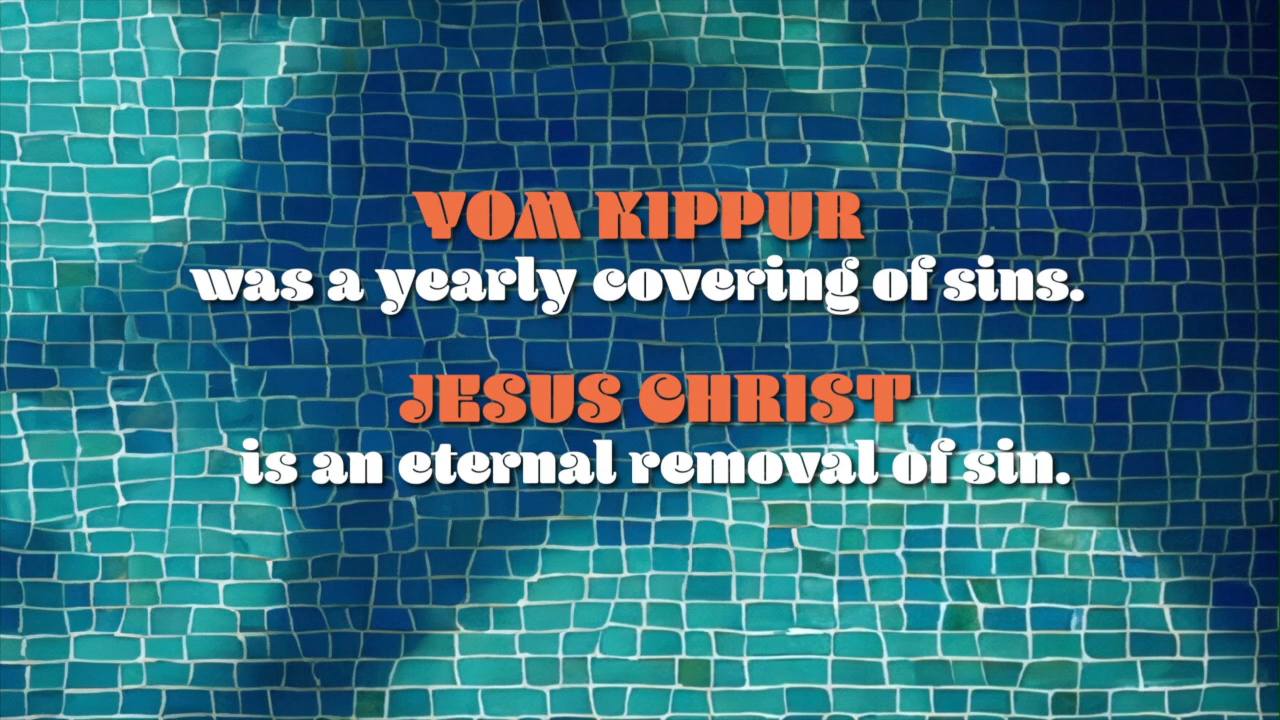 YOM KIPPUR
was a yearly covering of sins.
JESUS CHRIST
is an eternal removal of sin.